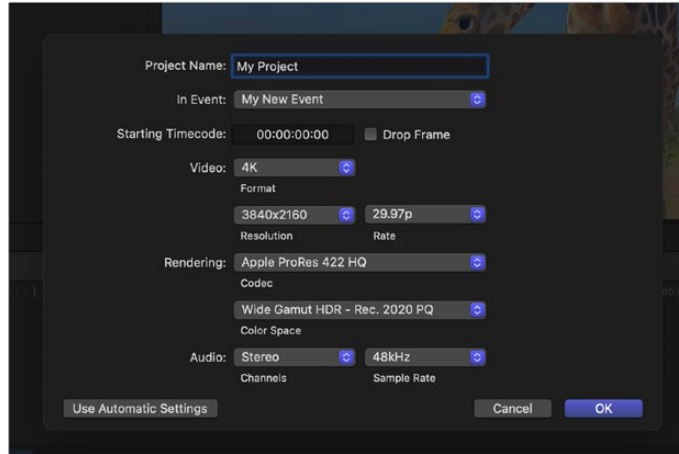 Project Name: My Project
In Event: My New Event
Starting Timecode: 00:00:00:00 Drop Frame
Video: 4K
Format
3840x2160 29.97p
Resolution Rate
Rendering: Apple ProRes 422 HQ
Codec
Wide Gamut HDR - Rec. 2020 PQ
Color Space
Audio: Stereo 48kHz
Channels Sample Rate
Use Automatic Settings Cancel OK